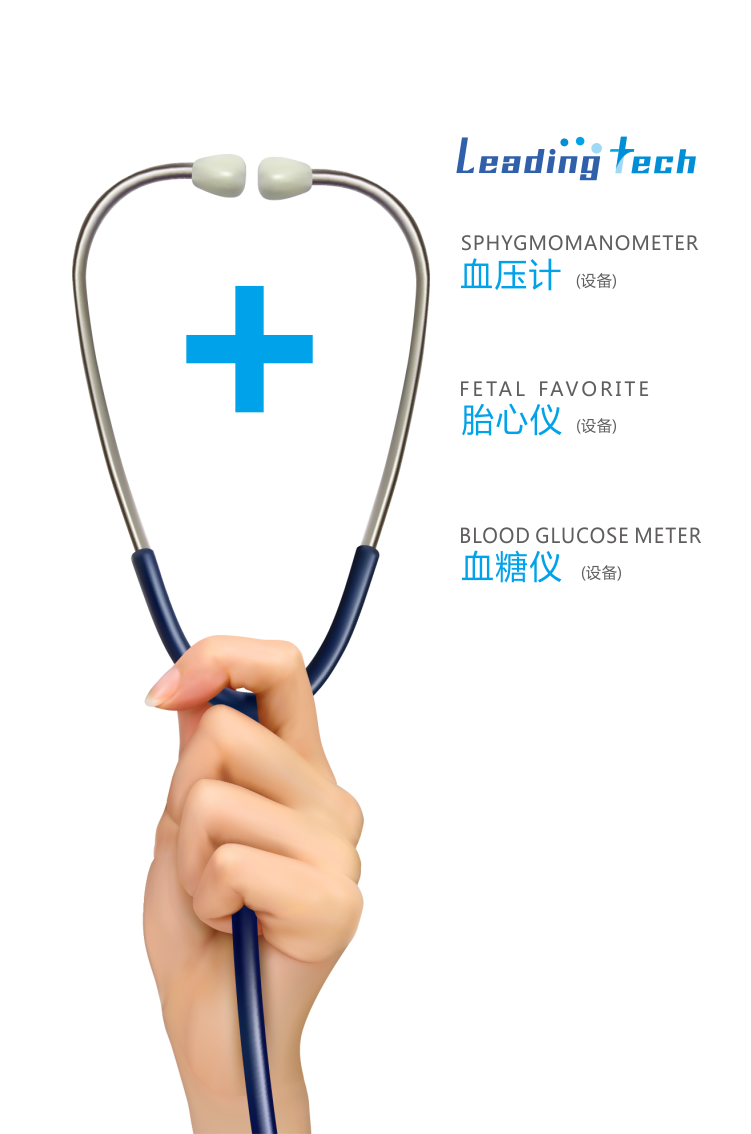 Leading tech
SPHYGMOMANOMETER
血压计 (设备)
FETAL FAVORITE
胎心仪 (设备)
BLOOD GLUCOSE METER
血糖仪 (设备)